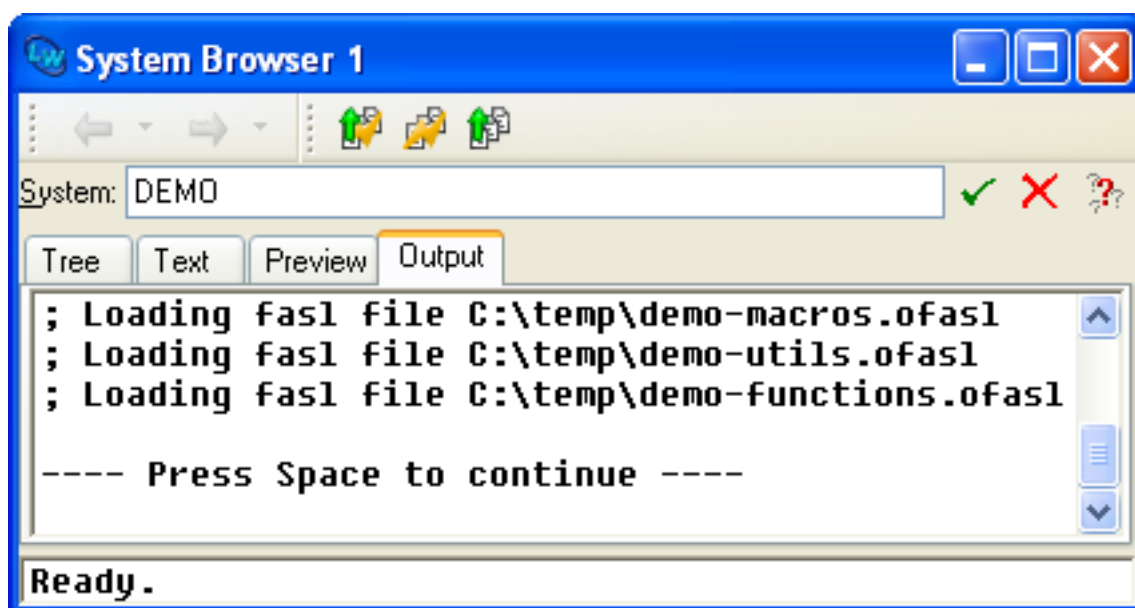 System Browser 1
System: DEMO
Tree Text Preview Output
; Loading fasl file C:\temp\demo-macros.ofasl
; Loading fasl file C:\temp\demo-utils.ofasl
; Loading fasl file C:\temp\demo-functions.ofasl
---- Press Space to continue ----
Ready.